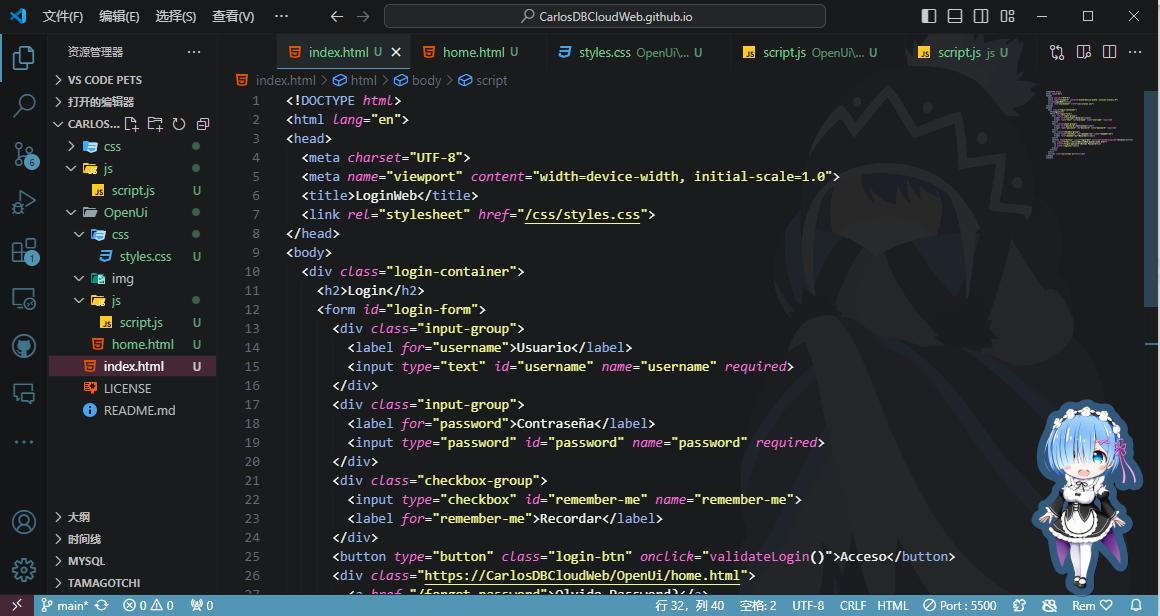 文件(F) 编辑(E) 选择(S) 查看(V) ··· CarlosDBCloudWeb.github.io
资源管理器 ···
VS CODE PETS
打开的编辑器
CARLOS...
css
js
script.js U
OpenUi
css
styles.css U
img
js
script.js U
home.html U
index.html U
LICENSE
README.md
大纲
时间线
MYSQL
TAMAGOTCHI
6
1
index.html U home.html U styles.css OpenUi\... U script.js OpenUi\... U script.js js U
index.html > html > body > script
1 <!DOCTYPE html>
2 <html lang="en">
3 <head>
4 <meta charset="UTF-8">
5 <meta name="viewport" content="width=device-width, initial-scale=1.0">
6 <title>LoginWeb</title>
7 <link rel="stylesheet" href="/css/styles.css">
8 </head>
9 <body>
10 <div class="login-container">
11 <h2>Login</h2>
12 <form id="login-form">
13 <div class="input-group">
14 <label for="username">Usuario</label>
15 <input type="text" id="username" name="username" required>
16 </div>
17 <div class="input-group">
18 <label for="password">Contraseña</label>
19 <input type="password" id="password" name="password" required>
20 </div>
21 <div class="checkbox-group">
22 <input type="checkbox" id="remember-me" name="remember-me">
23 <label for="remember-me">Recordar</label>
24 </div>
25 <button type="button" class="login-btn" onclick="validateLogin()">Acceso</button>
26 <div class="https://CarlosDBCloudWeb/OpenUi/home.html">
main* 0 0 0 行 32，列 40 空格: 2 UTF-8 CRLF HTML Port : 5500 Rem